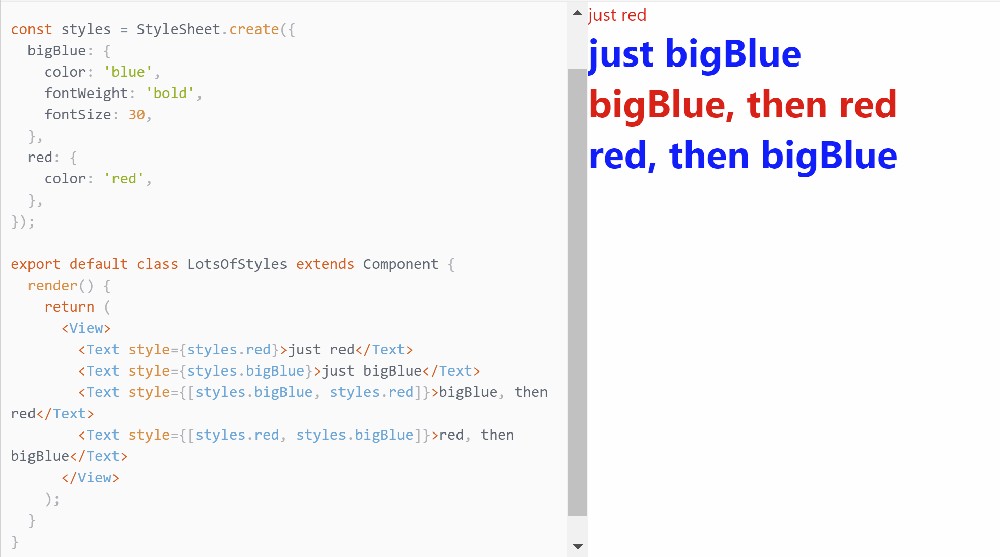 const styles = StyleSheet.create({
  bigBlue: {
    color: 'blue',
    fontWeight: 'bold',
    fontSize: 30,
  },
  red: {
    color: 'red',
  },
});

export default class LotsOfStyles extends Component {
  render() {
    return (
      <View>
        <Text style={styles.red}>just red</Text>
        <Text style={styles.bigBlue}>just bigBlue</Text>
        <Text style={[styles.bigBlue, styles.red]}>bigBlue, then
red</Text>
        <Text style={[styles.red, styles.bigBlue]}>red, then
bigBlue</Text>
      </View>
    );
  }
}
just red
just bigBlue
bigBlue, then red
red, then bigBlue